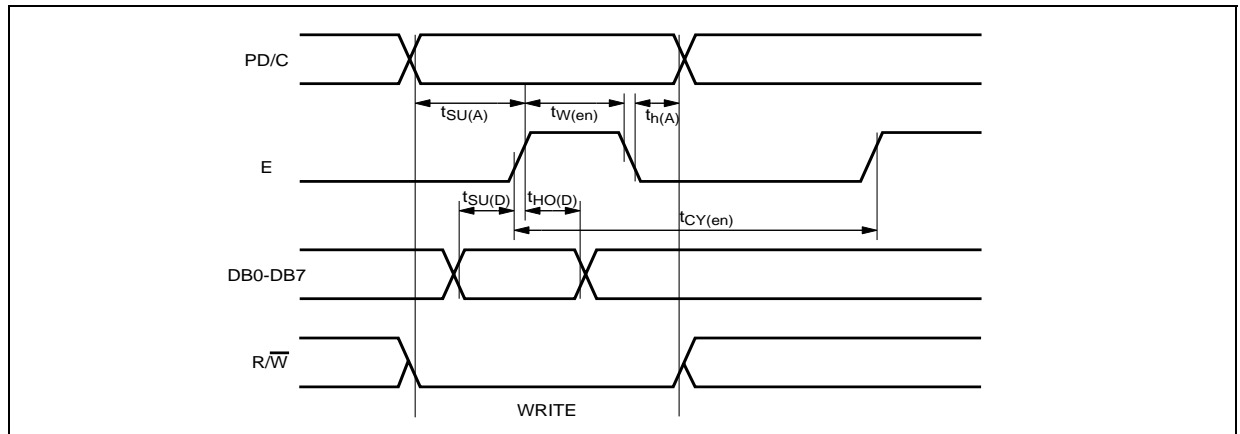 PD/C
tSU(A) tW(en) th(A)
E
tSU(D) tHO(D)
tCY(en)
DB0-DB7
R/W̅
WRITE